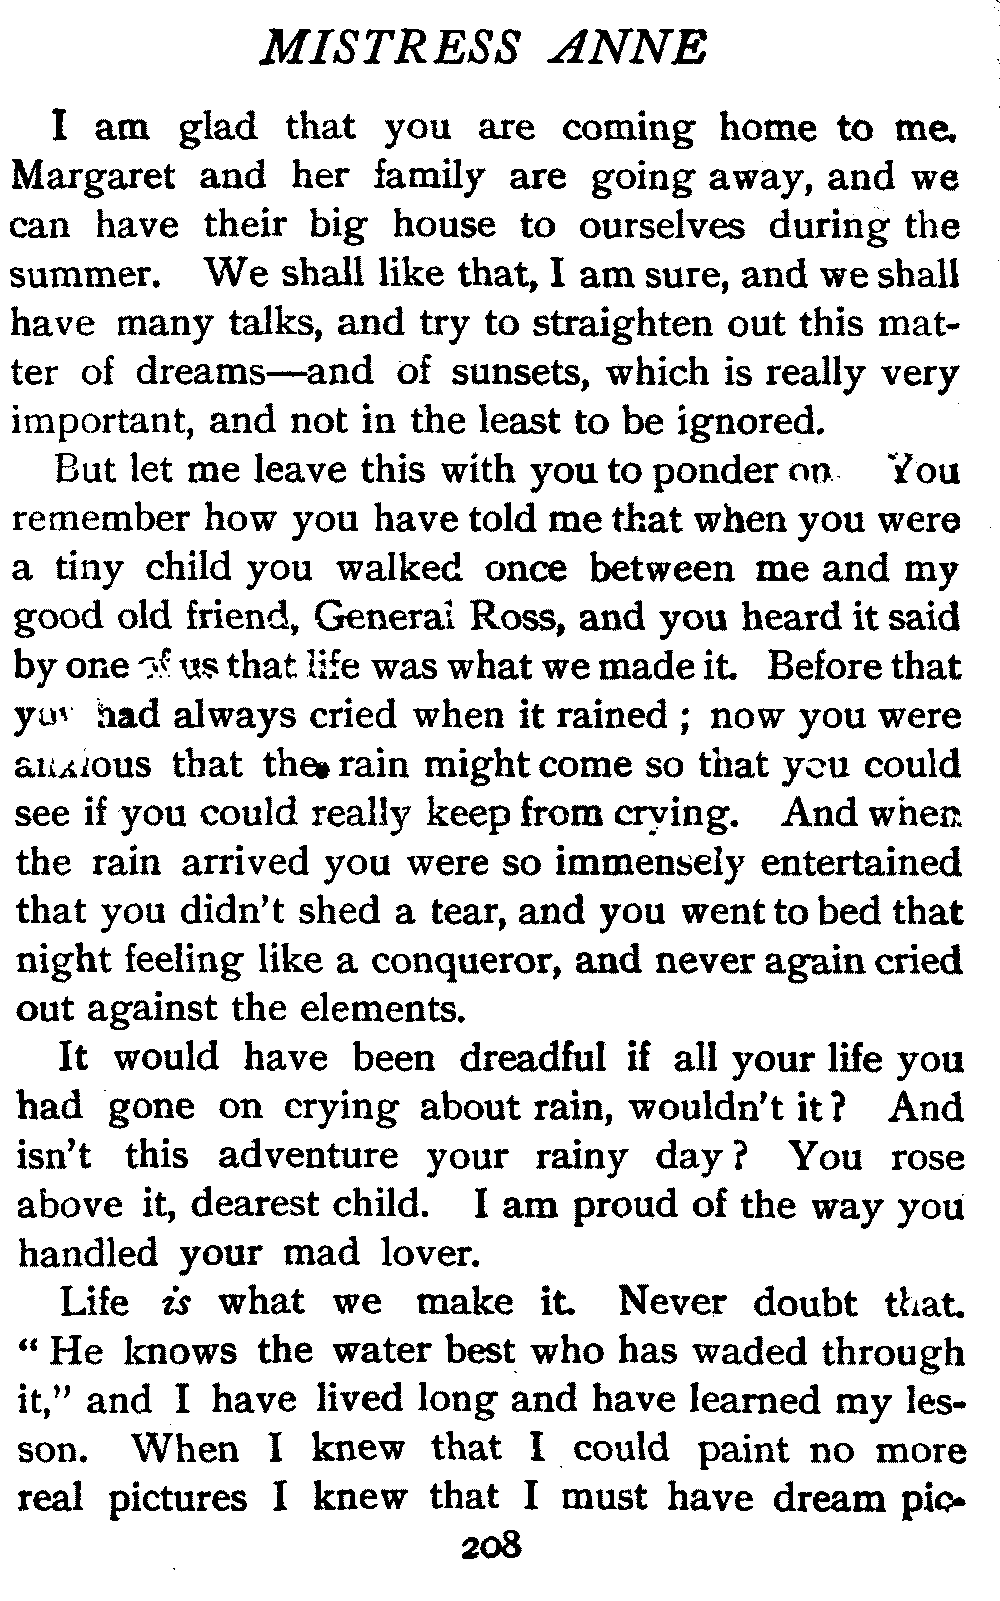 MISTRESS ANNE
I am glad that you are coming home to me.
Margaret and her family are going away, and we
can have their big house to ourselves during the
summer. We shall like that, I am sure, and we shall
have many talks, and try to straighten out this mat-
ter of dreams—and of sunsets, which is really very
important, and not in the least to be ignored.
But let me leave this with you to ponder on. You
remember how you have told me that when you were
a tiny child you walked once between me and my
good old friend, General Ross, and you heard it said
by one of us that life was what we made it. Before that
you had always cried when it rained; now you were
anxious that the rain might come so that you could
see if you could really keep from crying. And when
the rain arrived you were so immensely entertained
that you didn't shed a tear, and you went to bed that
night feeling like a conqueror, and never again cried
out against the elements.
It would have been dreadful if all your life you
had gone on crying about rain, wouldn't it? And
isn't this adventure your rainy day? You rose
above it, dearest child. I am proud of the way you
handled your mad lover.
Life is what we make it. Never doubt that.
"He knows the water best who has waded through
it," and I have lived long and have learned my les-
son. When I knew that I could paint no more
real pictures I knew that I must have dream pic-
208